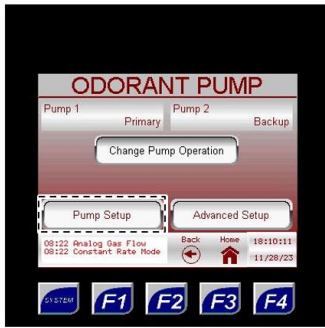 ODORANT PUMP
Pump 1
Primary
Pump 2
Backup
Change Pump Operation
Pump Setup
Advanced Setup
08:22 Analog Gas Flow
08:22 Constant Rate Mode
Back
Home
18:10:11
11/28/23
SYSTEM
F1
F2
F3
F4